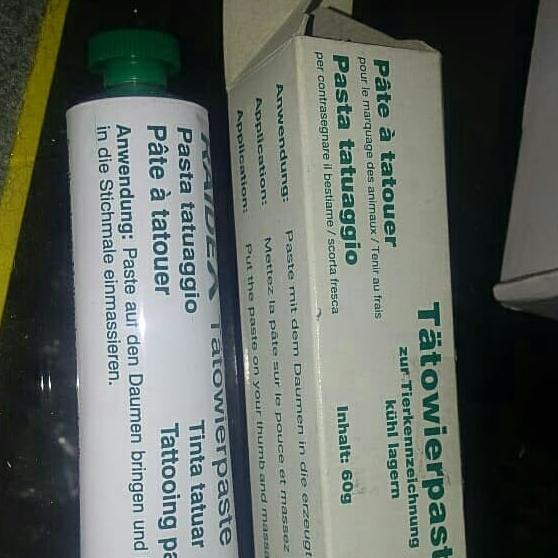 RAIDEX Tätowierpaste
Pasta tatuaggio Tinta tatuar
Pâte à tatouer Tattooing pa
Anwendung: Paste auf den Daumen bringen und
in die Stichmale einmassieren.
Tätowierpast
zur Tierkennzeichnung
kühl lagern
Pâte à tatouer
pour le marquage des animaux / Tenir au frais
Pasta tatuaggio
per contrasegnare il bestiame / scorta fresca
Inhalt: 60g
Anwendung: Paste mit dem Daumen in die erzeugt
Application: Mettez la pâte sur le pouce et massez
Application: Put the paste on your thumb and massa